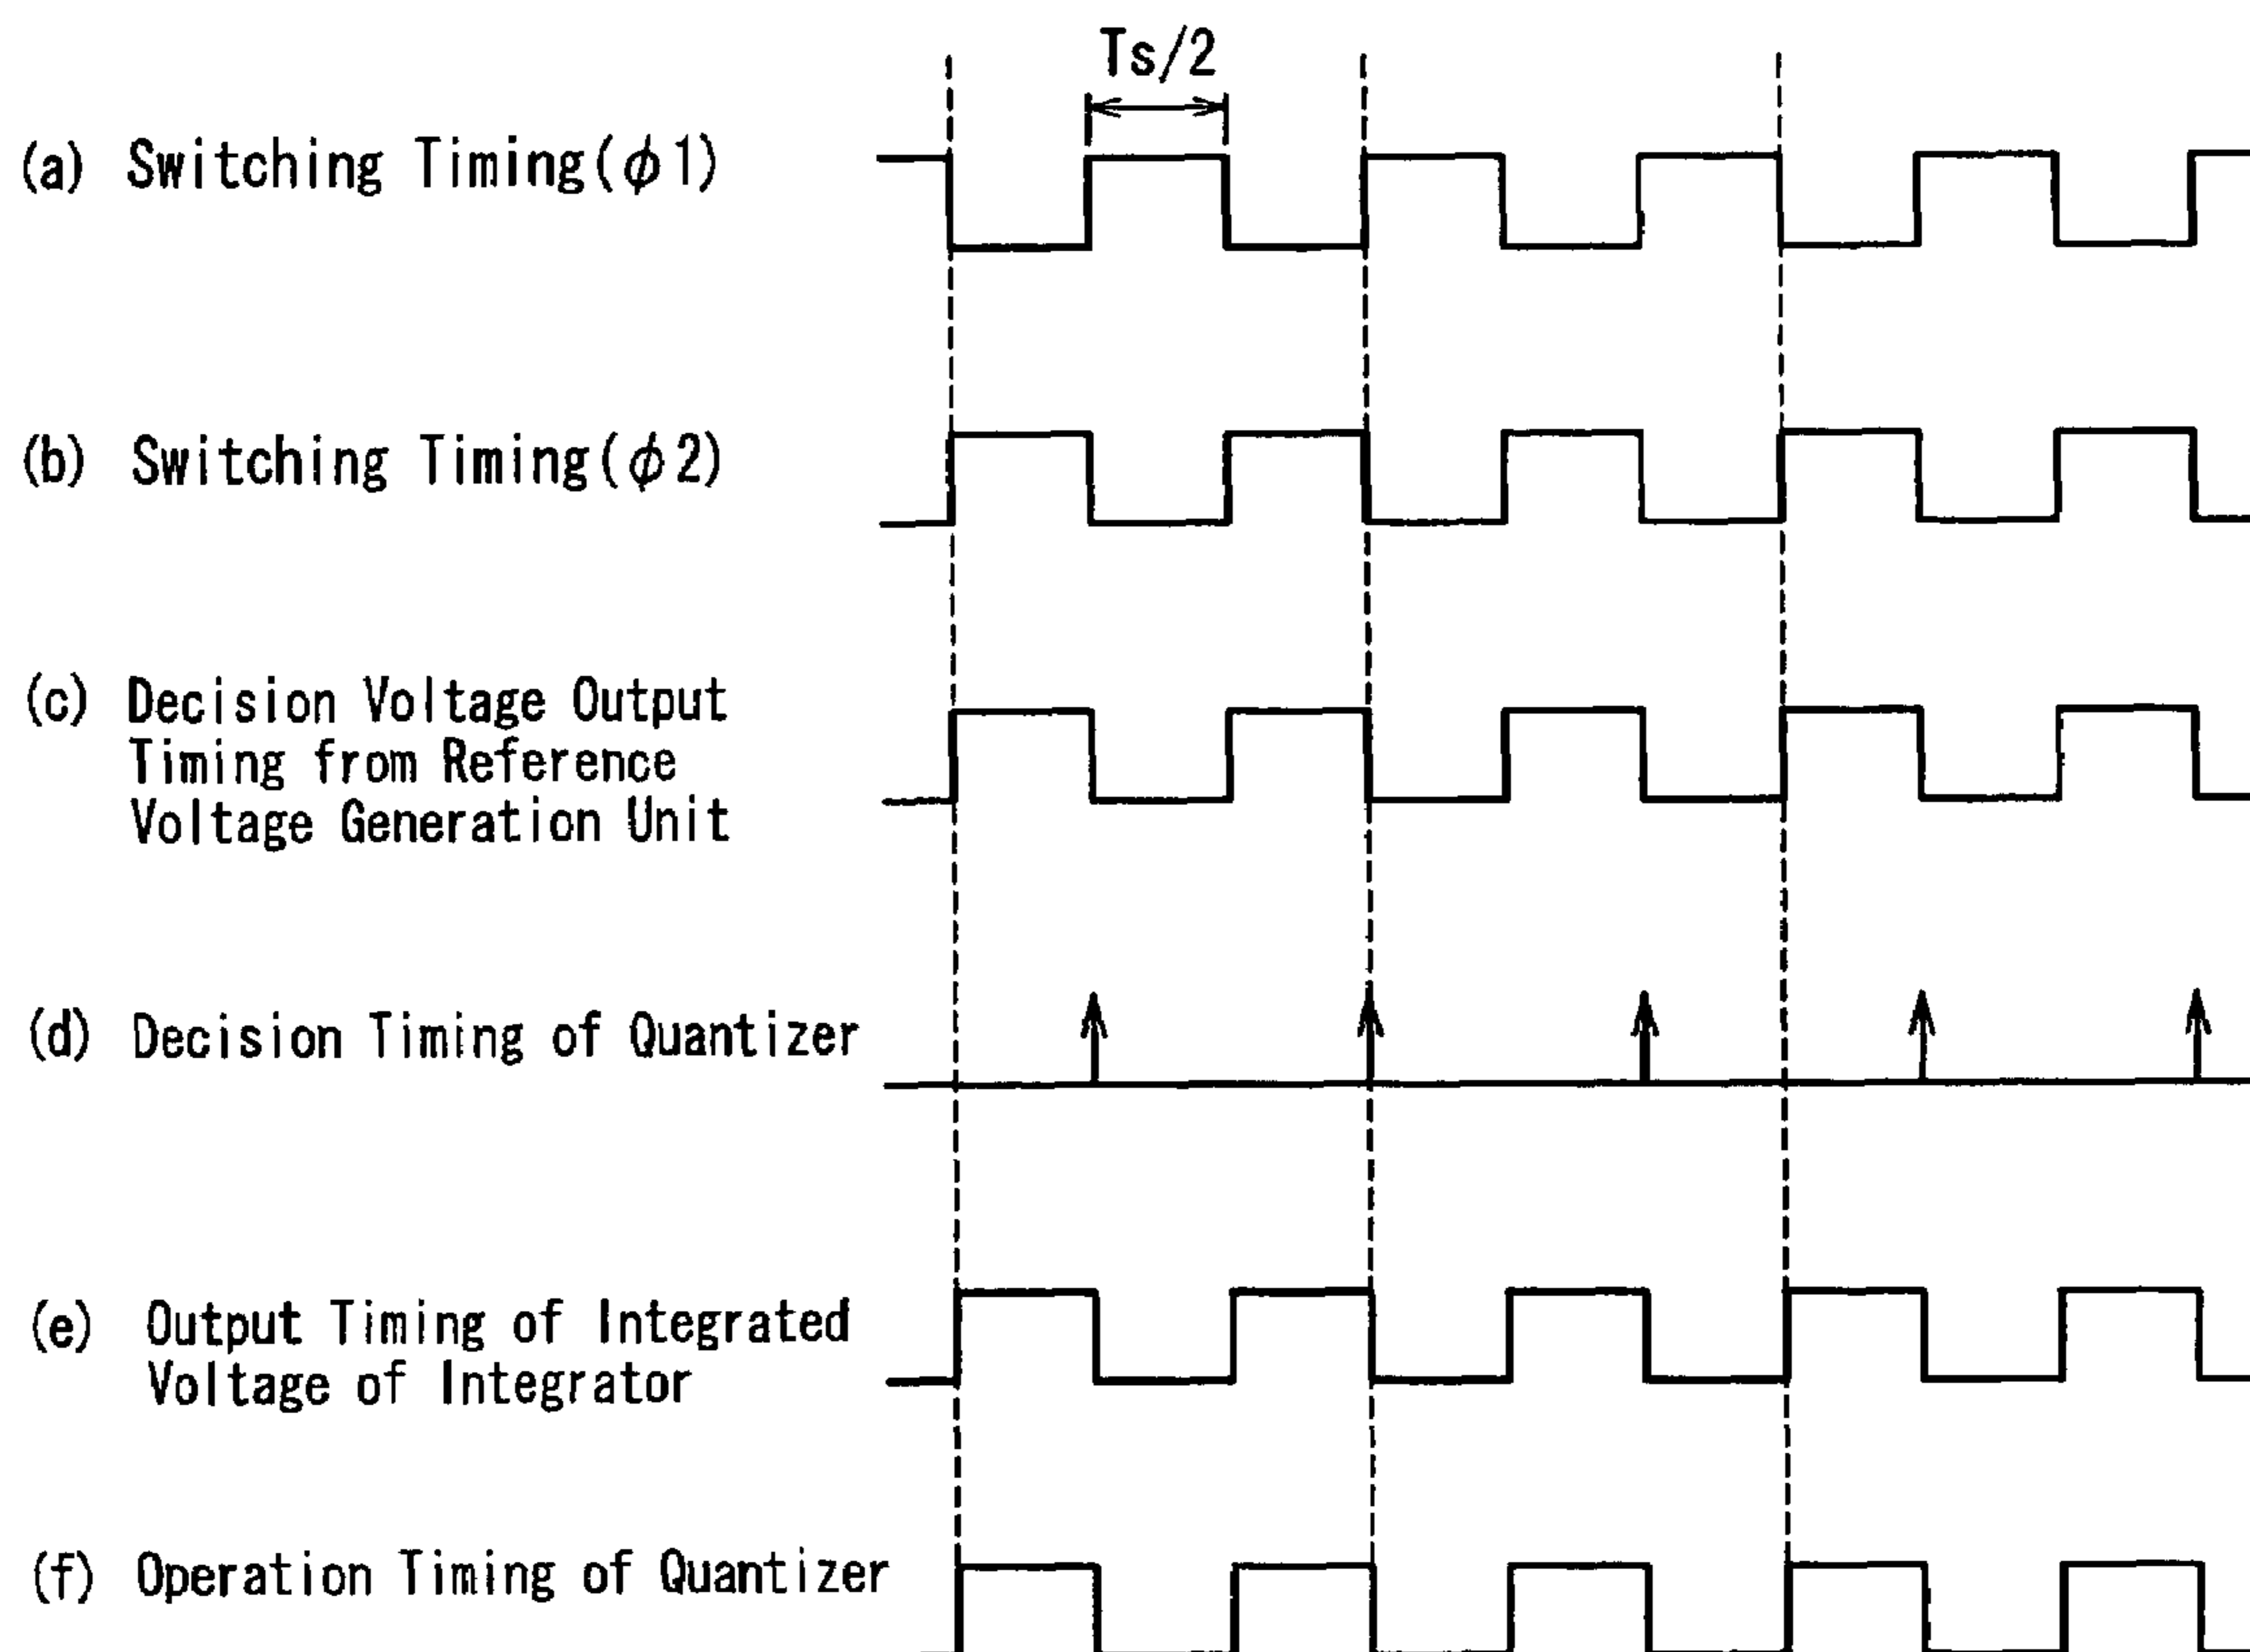 Ts/2
(a) Switching Timing(ϕ1)
(b) Switching Timing(ϕ2)
(c) Decision Voltage Output
Timing from Reference
Voltage Generation Unit
(d) Decision Timing of Quantizer
(e) Output Timing of Integrated
Voltage of Integrator
(f) Operation Timing of Quantizer